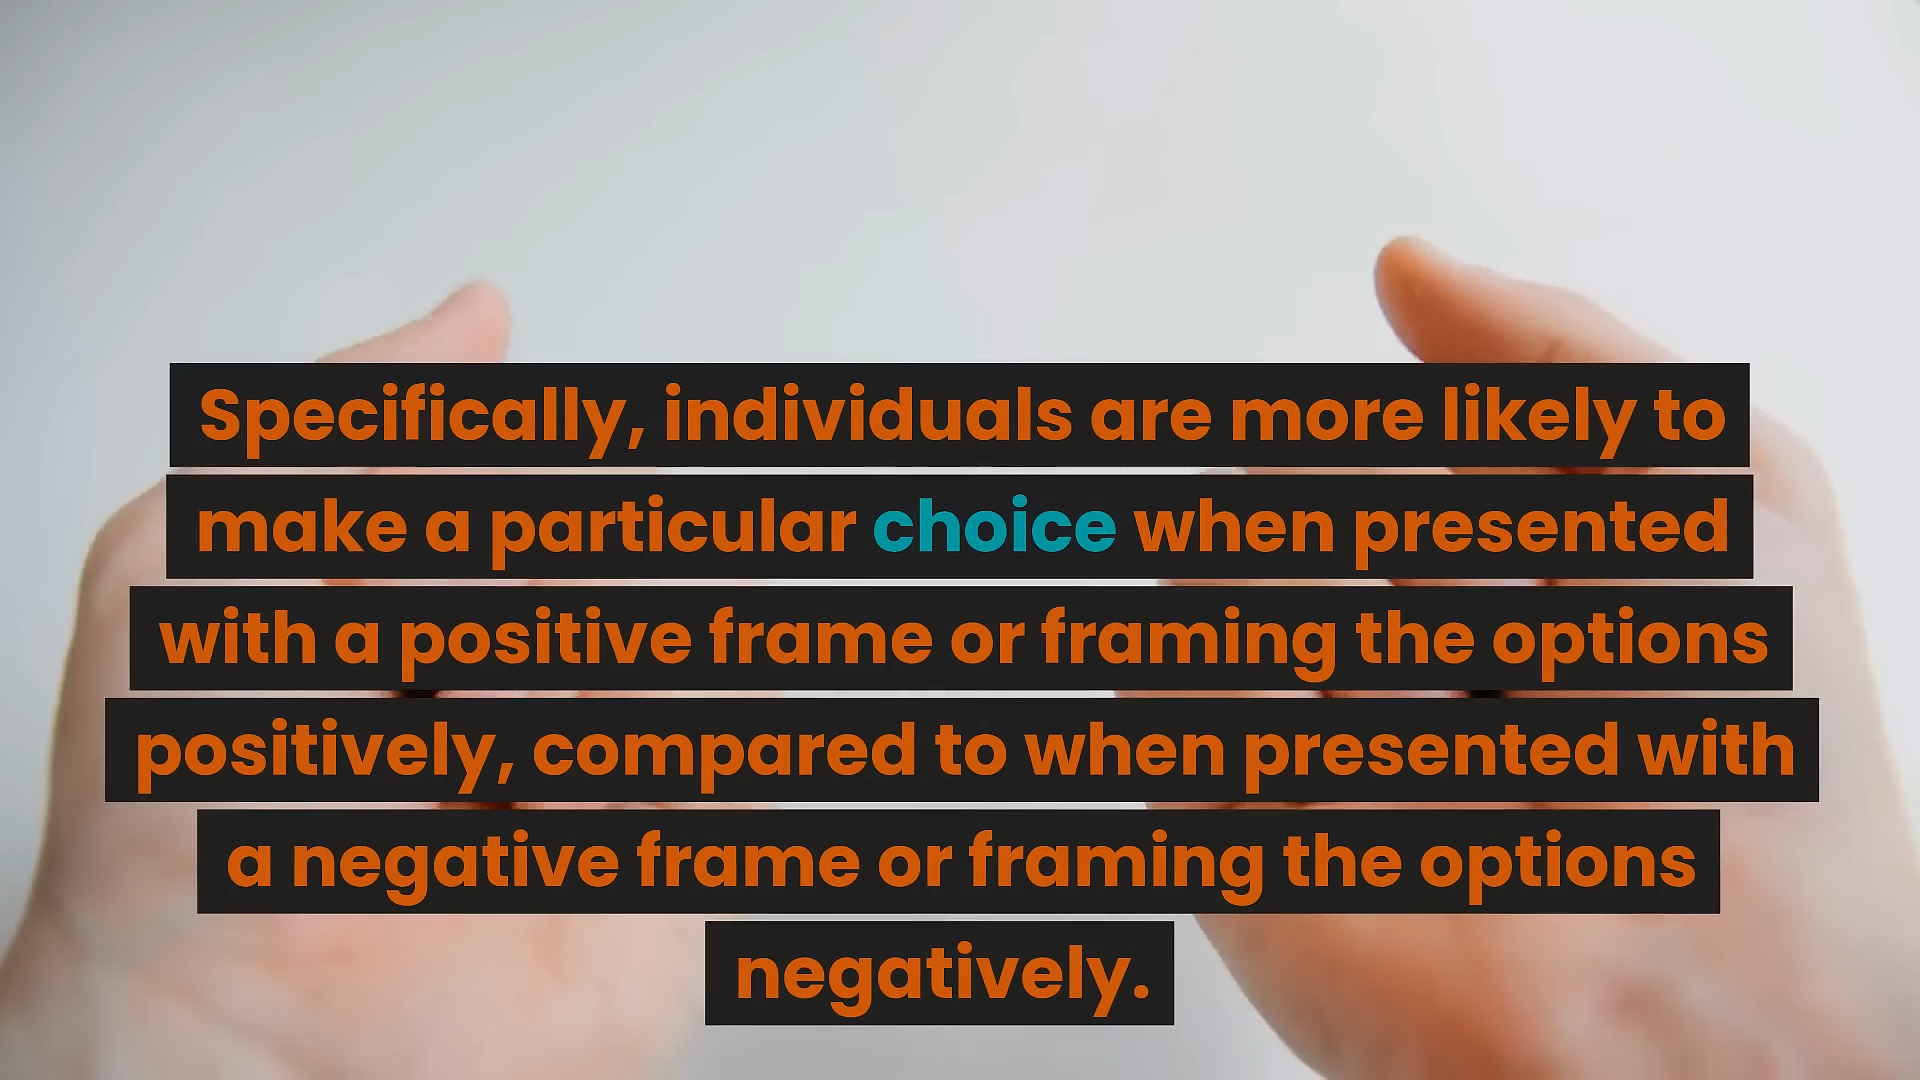 Specifically, individuals are more likely to
make a particular choice when presented
with a positive frame or framing the options
positively, compared to when presented with
a negative frame or framing the options
negatively.